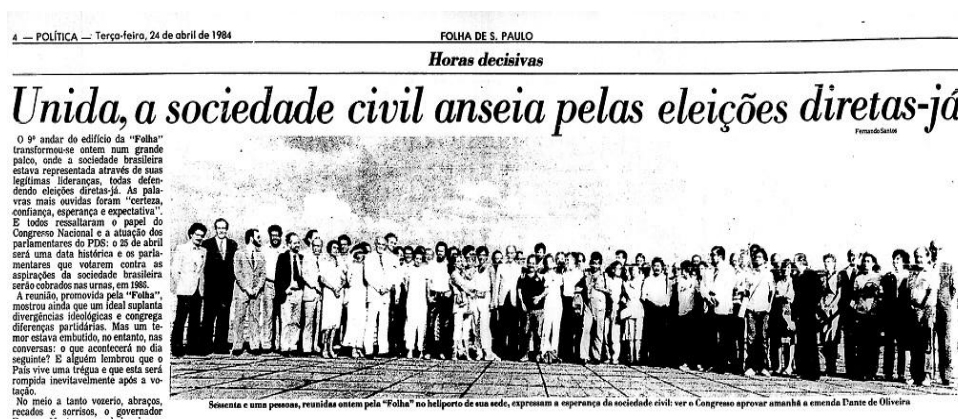 4 — POLÍTICA — Terça-feira, 24 de abril de 1984
FOLHA DE S. PAULO
Horas decisivas
Unida, a sociedade civil anseia pelas eleições diretas-já
Fernando Santos
O 9º andar do edifício da "Folha"
transformou-se ontem num grande
palco, onde a sociedade brasileira
estava representada através de suas
legítimas lideranças, todas defen-
dendo eleições diretas-já. As pala-
vras mais ouvidas foram "certeza,
confiança, esperança e expectativa".
E todos ressaltaram o papel do
Congresso Nacional e a atuação dos
parlamentares do PDS: o 25 de abril
será uma data histórica e os parla-
mentares que votarem contra as
aspirações da sociedade brasileira
serão cobrados nas urnas, em 1986.
A reunião, promovida pela "Folha",
mostrou ainda que um ideal suplanta
divergências ideológicas e congrega
diferenças partidárias. Mas um te-
mor estava embutido, no entanto, nas
conversas: o que acontecerá no dia
seguinte? E alguém lembrou que o
País vive uma trégua e que esta será
rompida inevitavelmente após a vo-
tação.
No meio a tanto vozerio, abraços,
recados e sorrisos, o governador
Sessenta e uma pessoas, reunidas ontem pela "Folha" no heliporto de sua sede, expressam a esperança da sociedade civil: ver o Congresso aprovar amanhã a emenda Dante de Oliveira